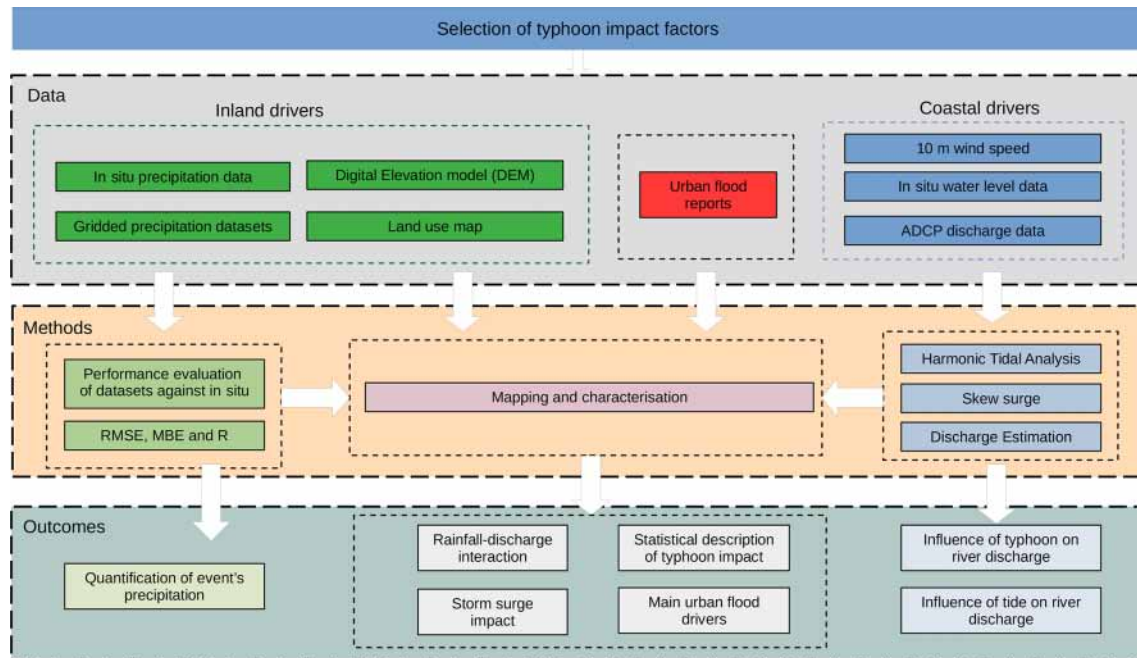 Selection of typhoon impact factors
Data
Inland drivers
Coastal drivers
In situ precipitation data
Digital Elevation model (DEM)
Gridded precipitation datasets
Land use map
Urban flood
reports
10 m wind speed
In situ water level data
ADCP discharge data
Methods
Performance evaluation
of datasets against in situ
RMSE, MBE and R
Mapping and characterisation
Harmonic Tidal Analysis
Skew surge
Discharge Estimation
Outcomes
Quantification of event's
precipitation
Rainfall-discharge
interaction
Statistical description
of typhoon impact
Storm surge
impact
Main urban flood
drivers
Influence of typhoon on
river discharge
Influence of tide on river
discharge